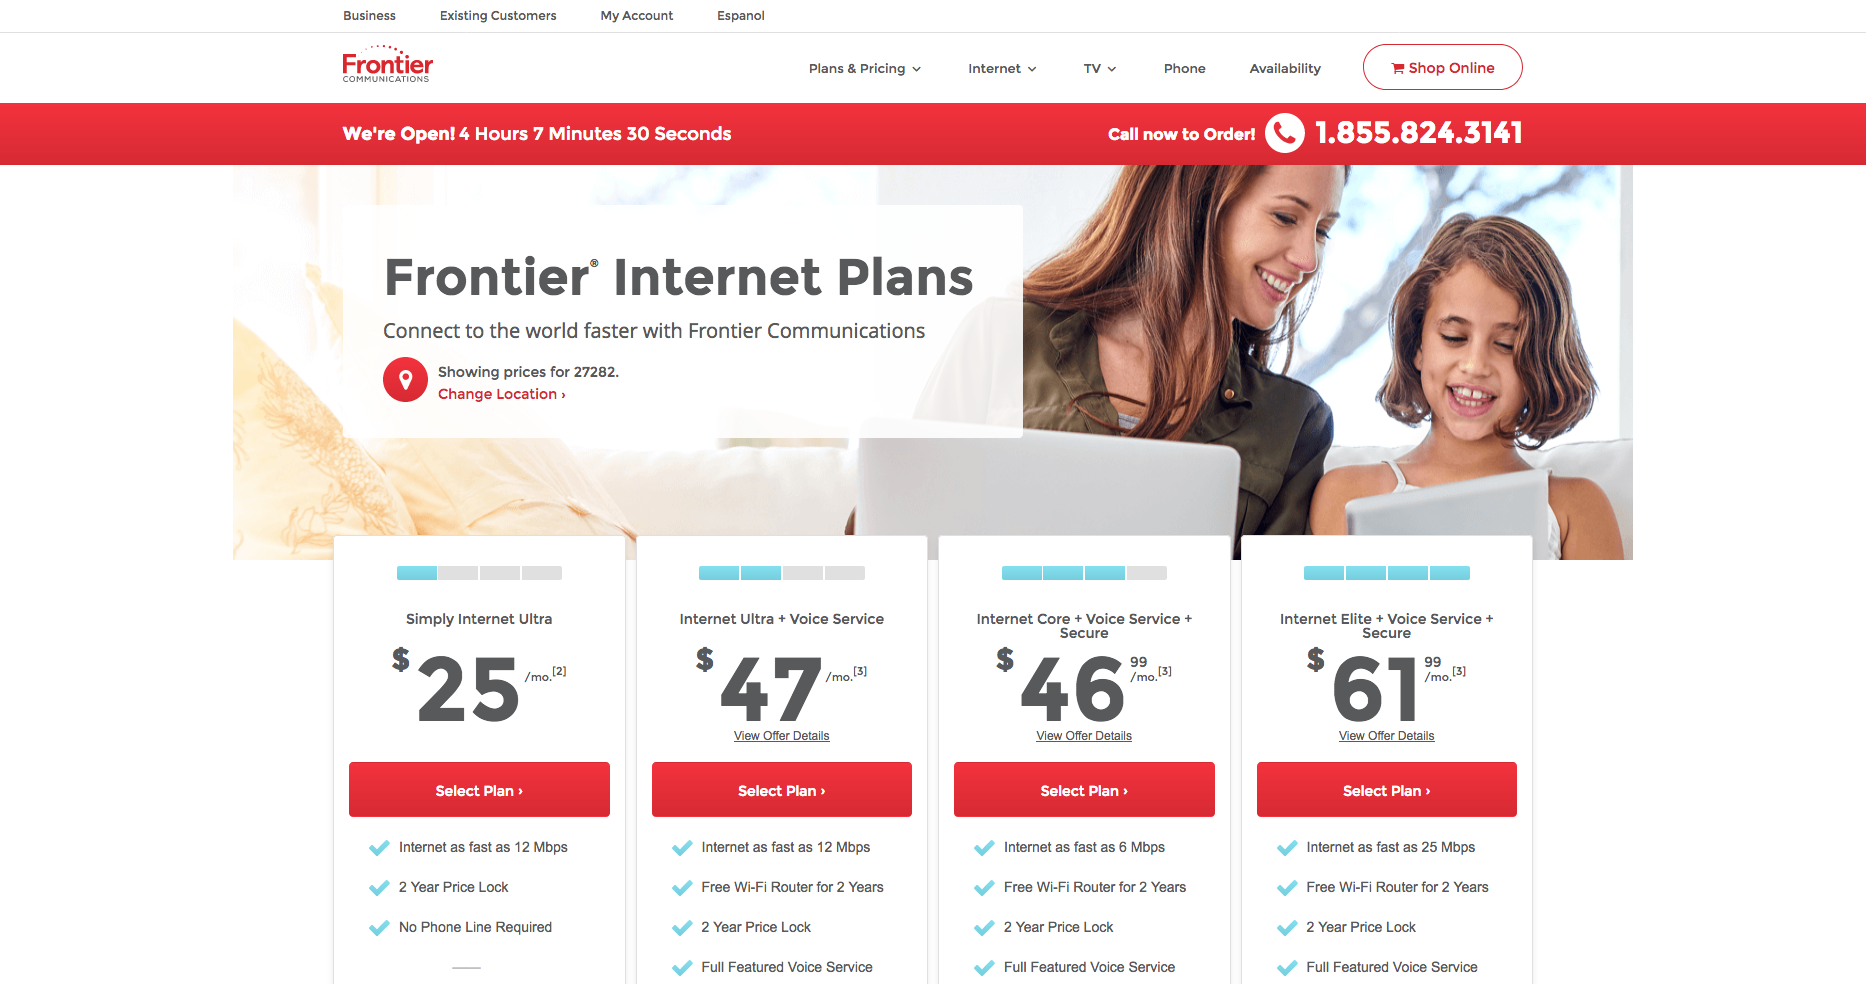 Business Existing Customers My Account Espanol
Frontier
COMMUNICATIONS
Plans & Pricing Internet TV Phone Availability Shop Online
We're Open! 4 Hours 7 Minutes 30 Seconds
Call now to Order! 1.855.824.3141
Frontier® Internet Plans
Connect to the world faster with Frontier Communications
Showing prices for 27282.
Change Location ›
Simply Internet Ultra
$25/mo.[2]
Select Plan ›
Internet as fast as 12 Mbps
2 Year Price Lock
No Phone Line Required
Internet Ultra + Voice Service
$47/mo.[3]
View Offer Details
Select Plan ›
Internet as fast as 12 Mbps
Free Wi-Fi Router for 2 Years
2 Year Price Lock
Full Featured Voice Service
Internet Core + Voice Service +
Secure
$46 99/mo.[3]
View Offer Details
Select Plan ›
Internet as fast as 6 Mbps
Free Wi-Fi Router for 2 Years
2 Year Price Lock
Full Featured Voice Service
Internet Elite + Voice Service +
Secure
$61 99/mo.[3]
View Offer Details
Select Plan ›
Internet as fast as 25 Mbps
Free Wi-Fi Router for 2 Years
2 Year Price Lock
Full Featured Voice Service